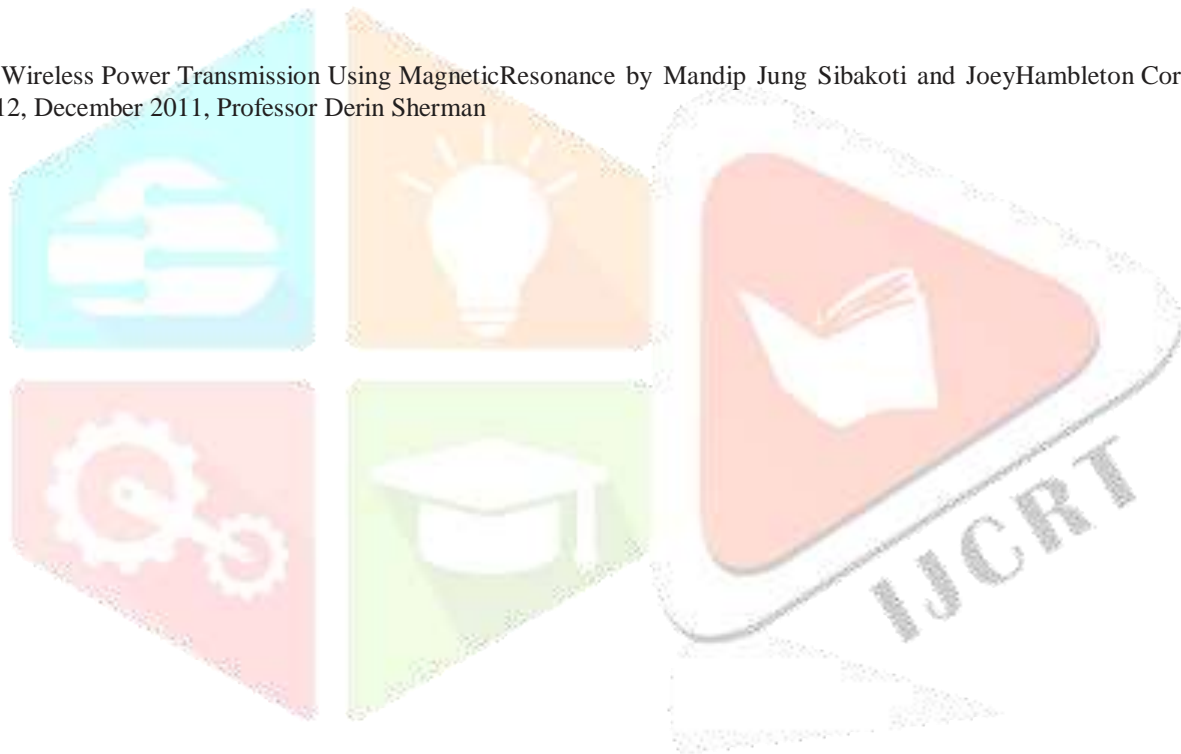 Wireless Power Transmission Using MagneticResonance by Mandip Jung Sibakoti and JoeyHambleton Cor
12, December 2011, Professor Derin Sherman
IJCRT